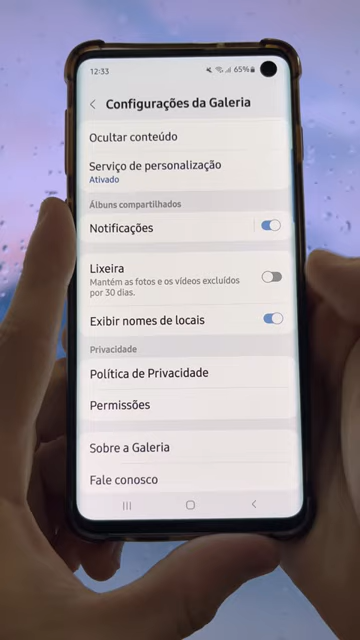 12:33
65%
Configurações da Galeria
Ocultar conteúdo
Serviço de personalização
Ativado
Álbuns compartilhados
Notificações
Lixeira
Mantém as fotos e os vídeos excluídos
por 30 dias.
Exibir nomes de locais
Privacidade
Política de Privacidade
Permissões
Sobre a Galeria
Fale conosco